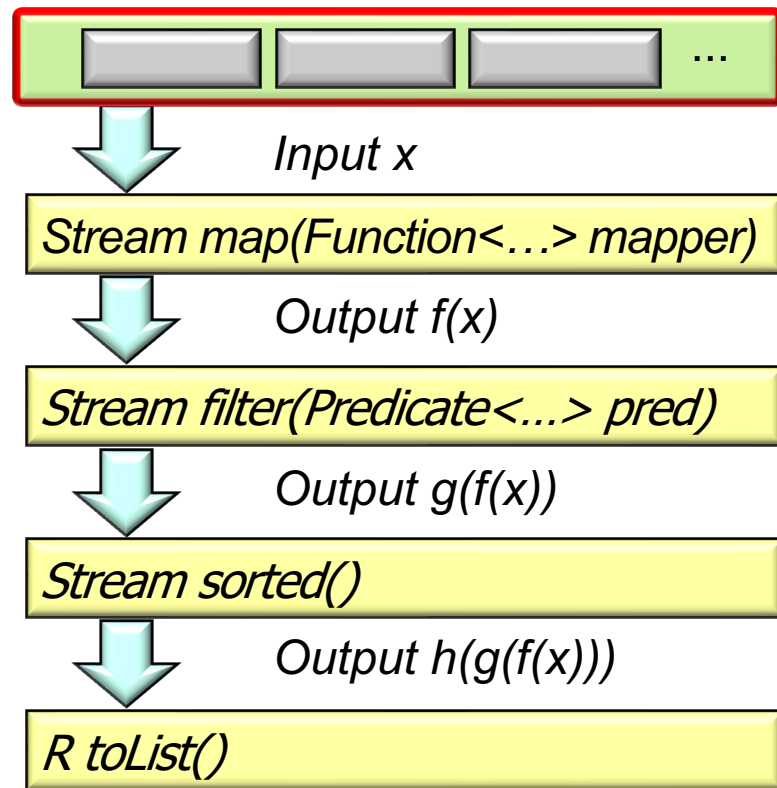 ...
Input x
Stream map(Function<…> mapper)
Output f(x)
Stream filter(Predicate<...> pred)
Output g(f(x))
Stream sorted()
Output h(g(f(x)))
R toList()